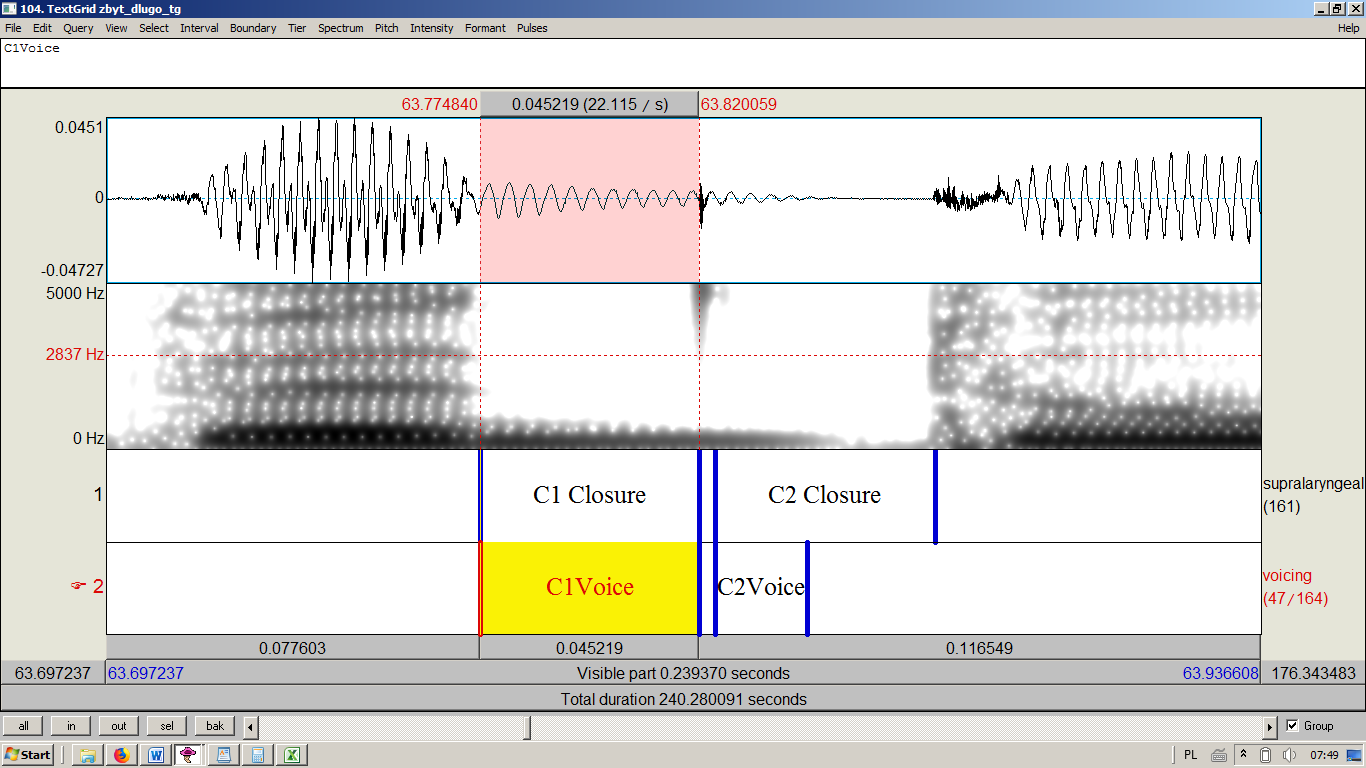 104. TextGrid zbyt_dlugo_tg
File Edit Query View Select Interval Boundary Tier Spectrum Pitch Intensity Formant Pulses Help
C1Voice
63.774840 0.045219 (22.115 / s) 63.820059
0.0451
0
-0.04727
5000 Hz
2837 Hz
0 Hz
1 C1 Closure C2 Closure supralaryngeal
(161)
2 C1Voice C2Voice voicing
(47/164)
0.077603 0.045219 0.116549
63.697237 63.697237 Visible part 0.239370 seconds 63.936608 176.343483
Total duration 240.280091 seconds
all in out sel bak Group
Start W X PL 07:49